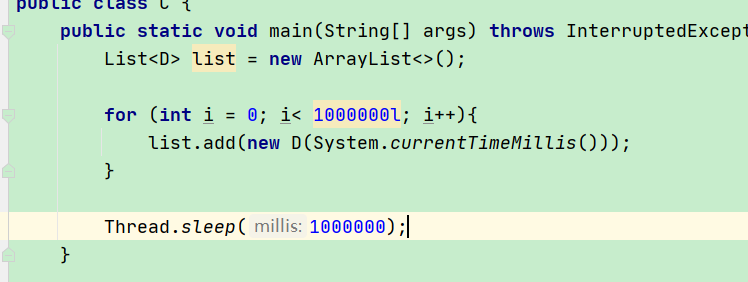 public class C {
public static void main(String[] args) throws InterruptedExcept
List<D> list = new ArrayList<>();
for (int i = 0; i< 1000000l; i++){
list.add(new D(System.currentTimeMillis()));
}
Thread.sleep( millis: 1000000);
}